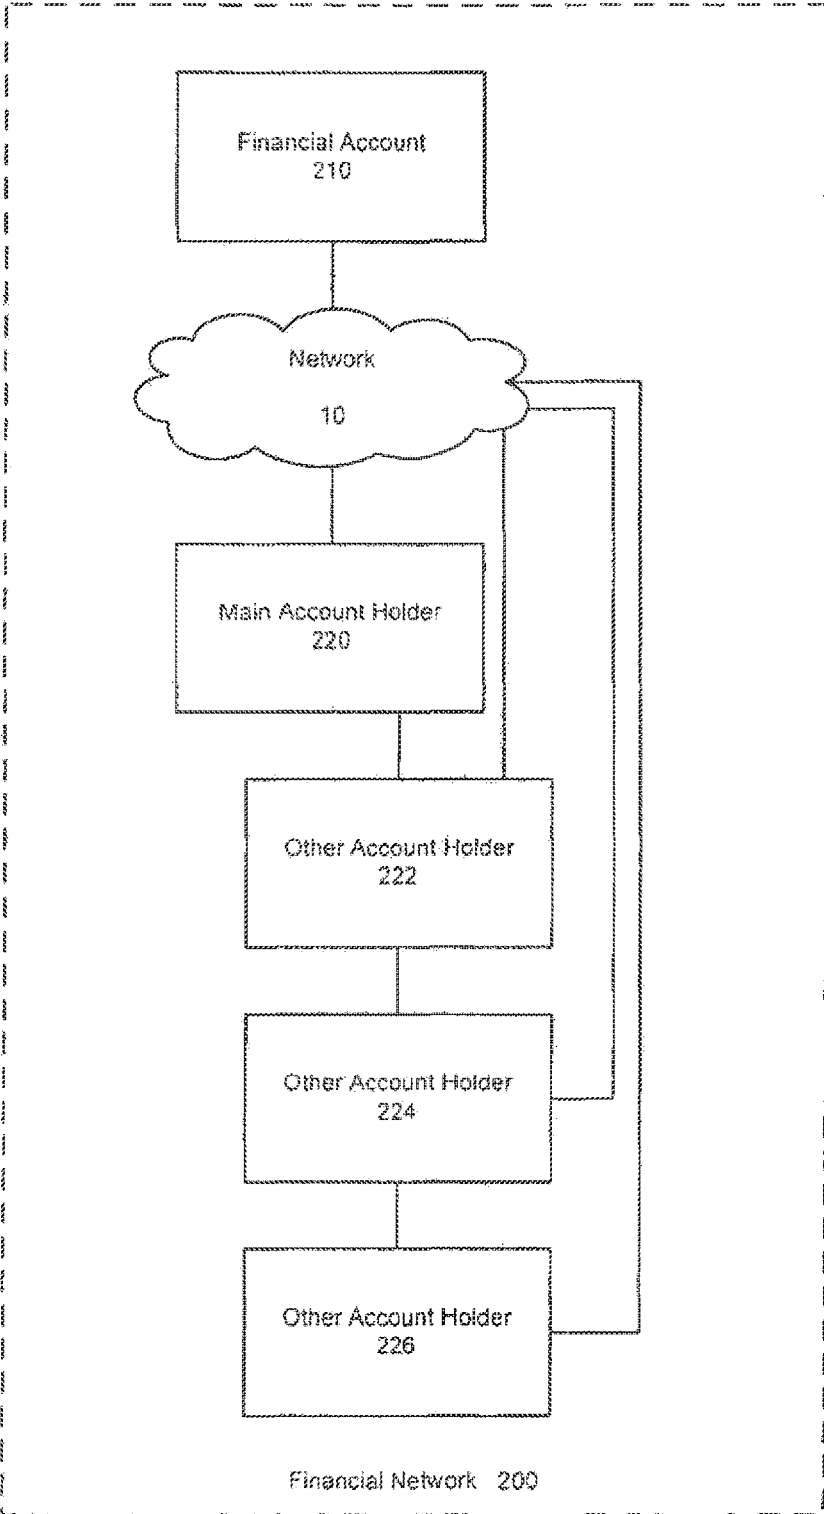 Financial Account
210
Network
10
Main Account Holder
220
Other Account Holder
222
Other Account Holder
224
Other Account Holder
226
Financial Network 200